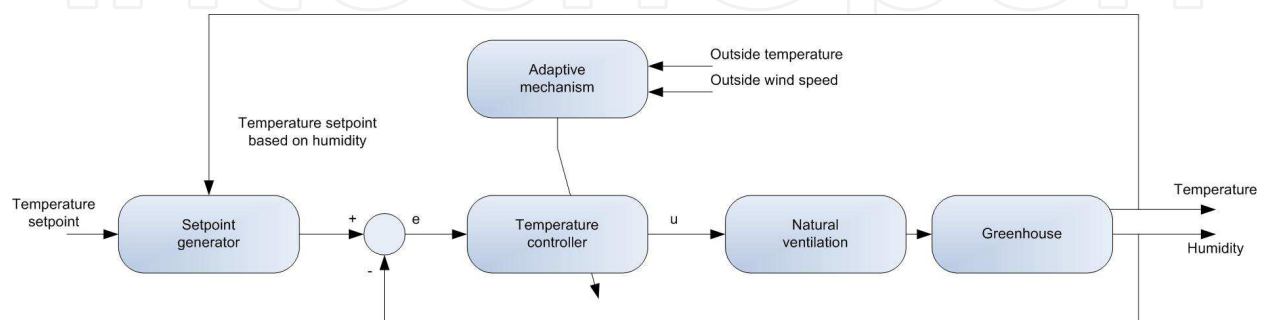 Outside temperature
Adaptive
mechanism
Outside wind speed
Temperature setpoint
based on humidity
Temperature
setpoint
Setpoint
generator
+
e
-
Temperature
controller
u
Natural
ventilation
Greenhouse
Temperature
Humidity